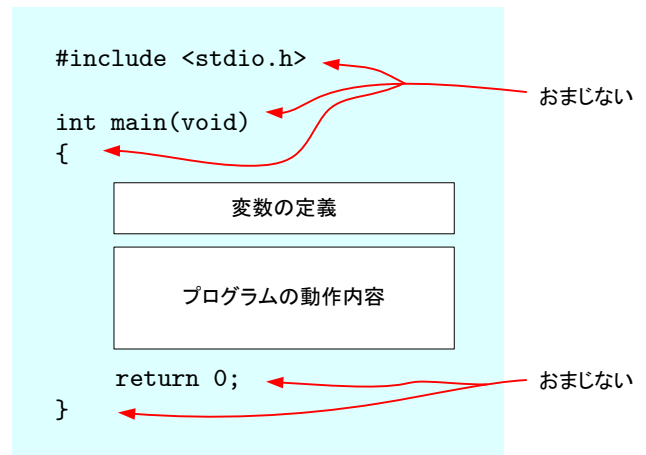 #include <stdio.h>
おまじない
int main(void)
{
変数の定義
プログラムの動作内容
return 0;
おまじない
}